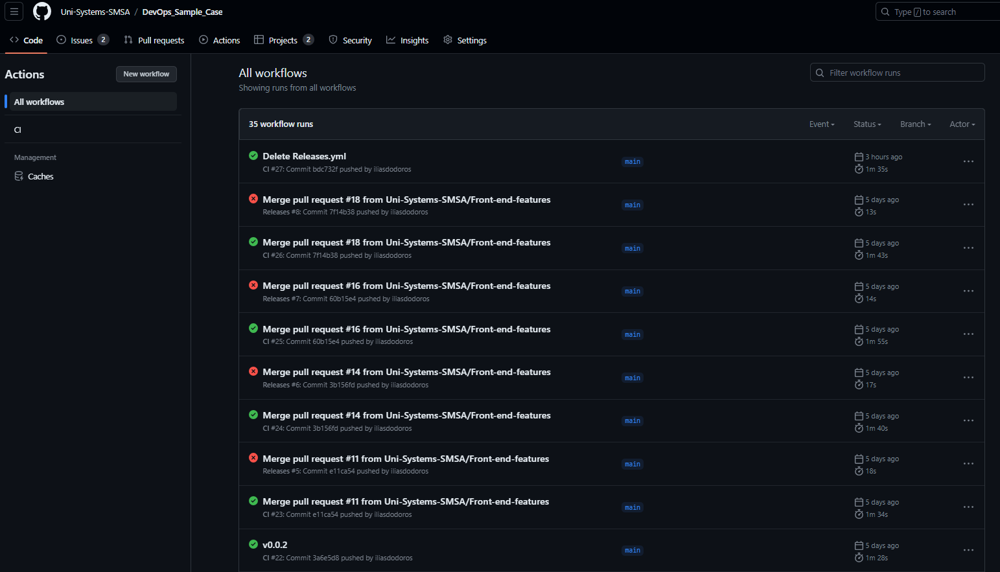 Uni-Systems-SMSA / DevOps_Sample_Case
Type / to search
Code
Issues 2
Pull requests
Actions
Projects 2
Security
Insights
Settings
Actions
New workflow
All workflows
CI
Management
Caches
All workflows
Showing runs from all workflows
Filter workflow runs
35 workflow runs
Event
Status
Branch
Actor
Delete Releases.yml
CI #27: Commit bdc732f pushed by iliasdodoros
main
3 hours ago
1m 35s
Merge pull request #18 from Uni-Systems-SMSA/Front-end-features
Releases #8: Commit 7f14b38 pushed by iliasdodoros
main
5 days ago
13s
Merge pull request #18 from Uni-Systems-SMSA/Front-end-features
CI #26: Commit 7f14b38 pushed by iliasdodoros
main
5 days ago
1m 43s
Merge pull request #16 from Uni-Systems-SMSA/Front-end-features
Releases #7: Commit 60b15e4 pushed by iliasdodoros
main
5 days ago
14s
Merge pull request #16 from Uni-Systems-SMSA/Front-end-features
CI #25: Commit 60b15e4 pushed by iliasdodoros
main
5 days ago
1m 55s
Merge pull request #14 from Uni-Systems-SMSA/Front-end-features
Releases #6: Commit 3b156fd pushed by iliasdodoros
main
5 days ago
17s
Merge pull request #14 from Uni-Systems-SMSA/Front-end-features
CI #24: Commit 3b156fd pushed by iliasdodoros
main
5 days ago
1m 40s
Merge pull request #11 from Uni-Systems-SMSA/Front-end-features
Releases #5: Commit e11ca54 pushed by iliasdodoros
main
5 days ago
18s
Merge pull request #11 from Uni-Systems-SMSA/Front-end-features
CI #23: Commit e11ca54 pushed by iliasdodoros
main
5 days ago
1m 34s
v0.0.2
CI #22: Commit 3a6e5d8 pushed by iliasdodoros
main
5 days ago
1m 28s